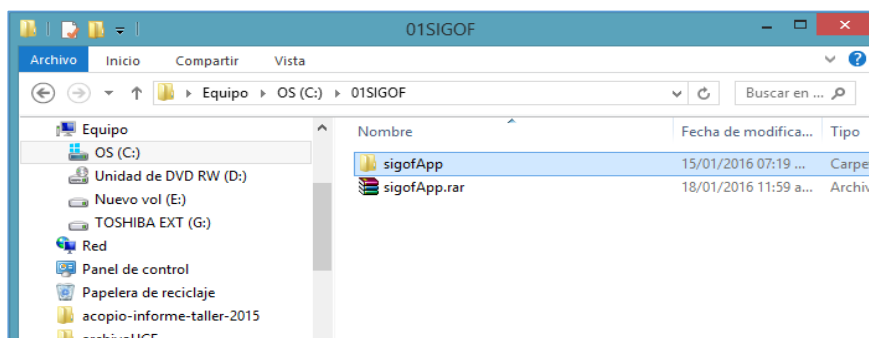 01SIGOF
Archivo Inicio Compartir Vista
Equipo OS (C:) 01SIGOF Buscar en ...
Equipo
OS (C:)
Unidad de DVD RW (D:)
Nuevo vol (E:)
TOSHIBA EXT (G:)
Red
Panel de control
Papelera de reciclaje
acopio-informe-taller-2015
Nombre Fecha de modifica... Tipo
sigofApp 15/01/2016 07:19 ... Carpe
sigofApp.rar 18/01/2016 11:59 a... Archiv